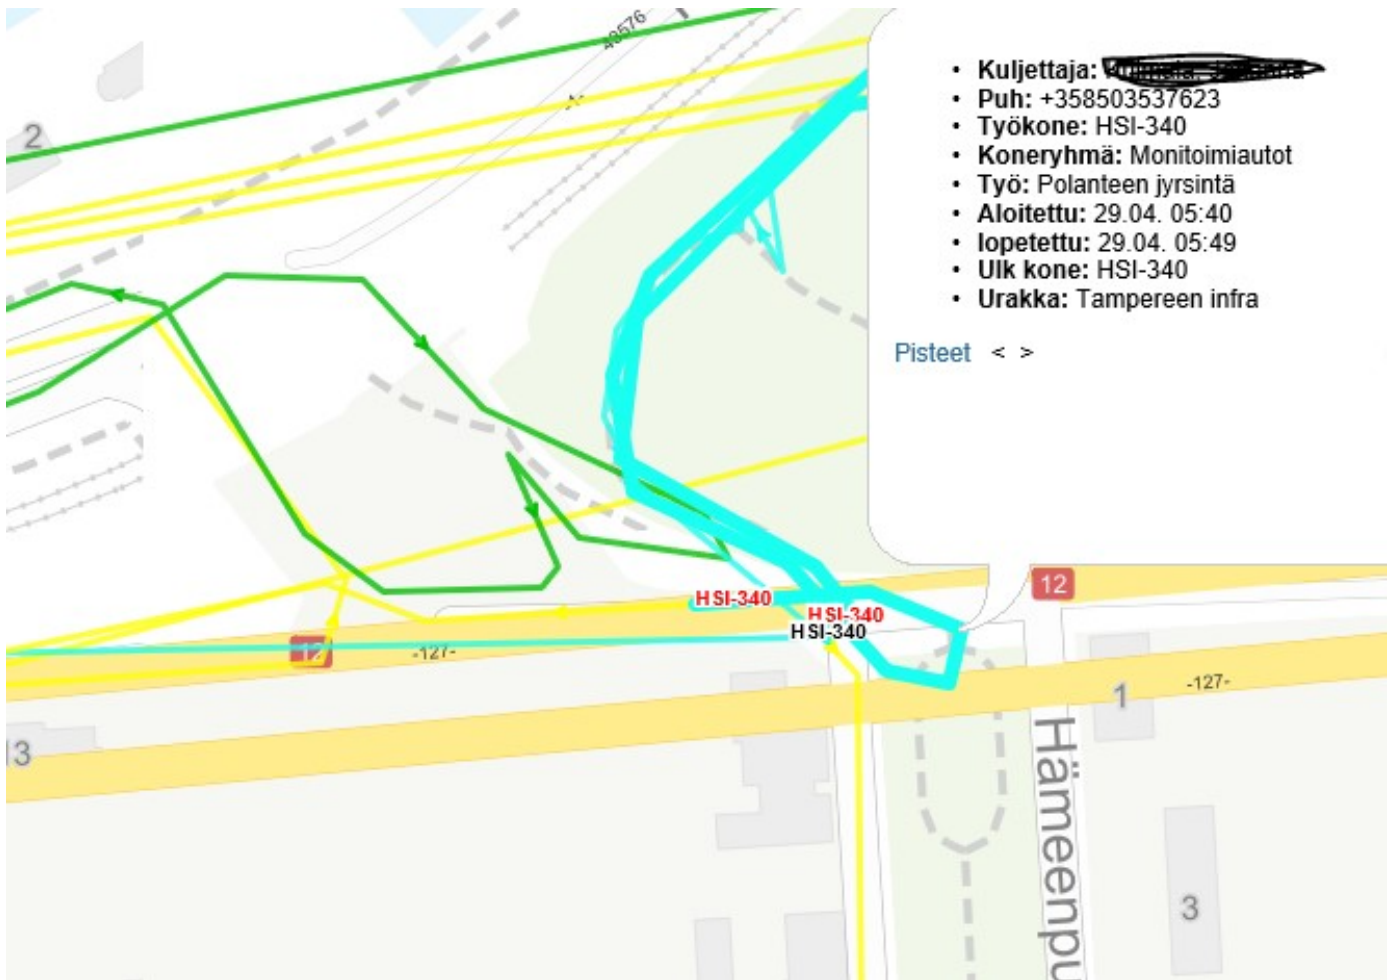 43576
2
• Kuljettaja:
• Puh: +358503537623
• Työkone: HSI-340
• Koneryhmä: Monitoimiautot
• Työ: Polanteen jyrsintä
• Aloitettu: 29.04. 05:40
• lopetettu: 29.04. 05:49
• Ulk kone: HSI-340
• Urakka: Tampereen infra
Pisteet < >
12
HSI-340
HSI-340
HSI-340
12
-127-
-127-
1
13
Hämeenpu
3